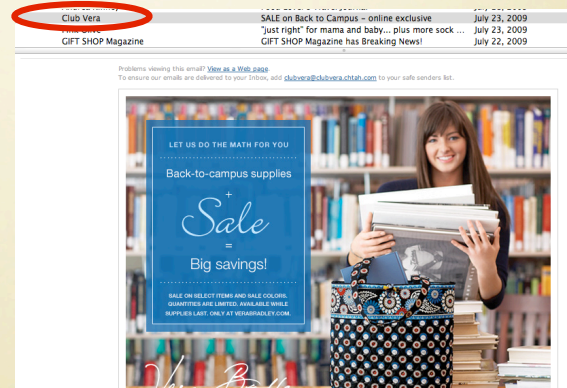 Club Vera SALE on Back to Campus – online exclusive July 23, 2009
"just right" for mama and baby... plus more sock ... July 23, 2009
GIFT SHOP Magazine GIFT SHOP Magazine has Breaking News! July 22, 2009
Problems viewing this email? View as a Web page.
To ensure our emails are delivered to your Inbox, add clubvera@clubvera.chtah.com to your safe senders list.
LET US DO THE MATH FOR YOU
Back-to-campus supplies
+
Sale
=
Big savings!
SALE ON SELECT ITEMS AND SALE COLORS.
QUANTITIES ARE LIMITED. AVAILABLE WHILE
SUPPLIES LAST. ONLY AT VERABRADLEY.COM.